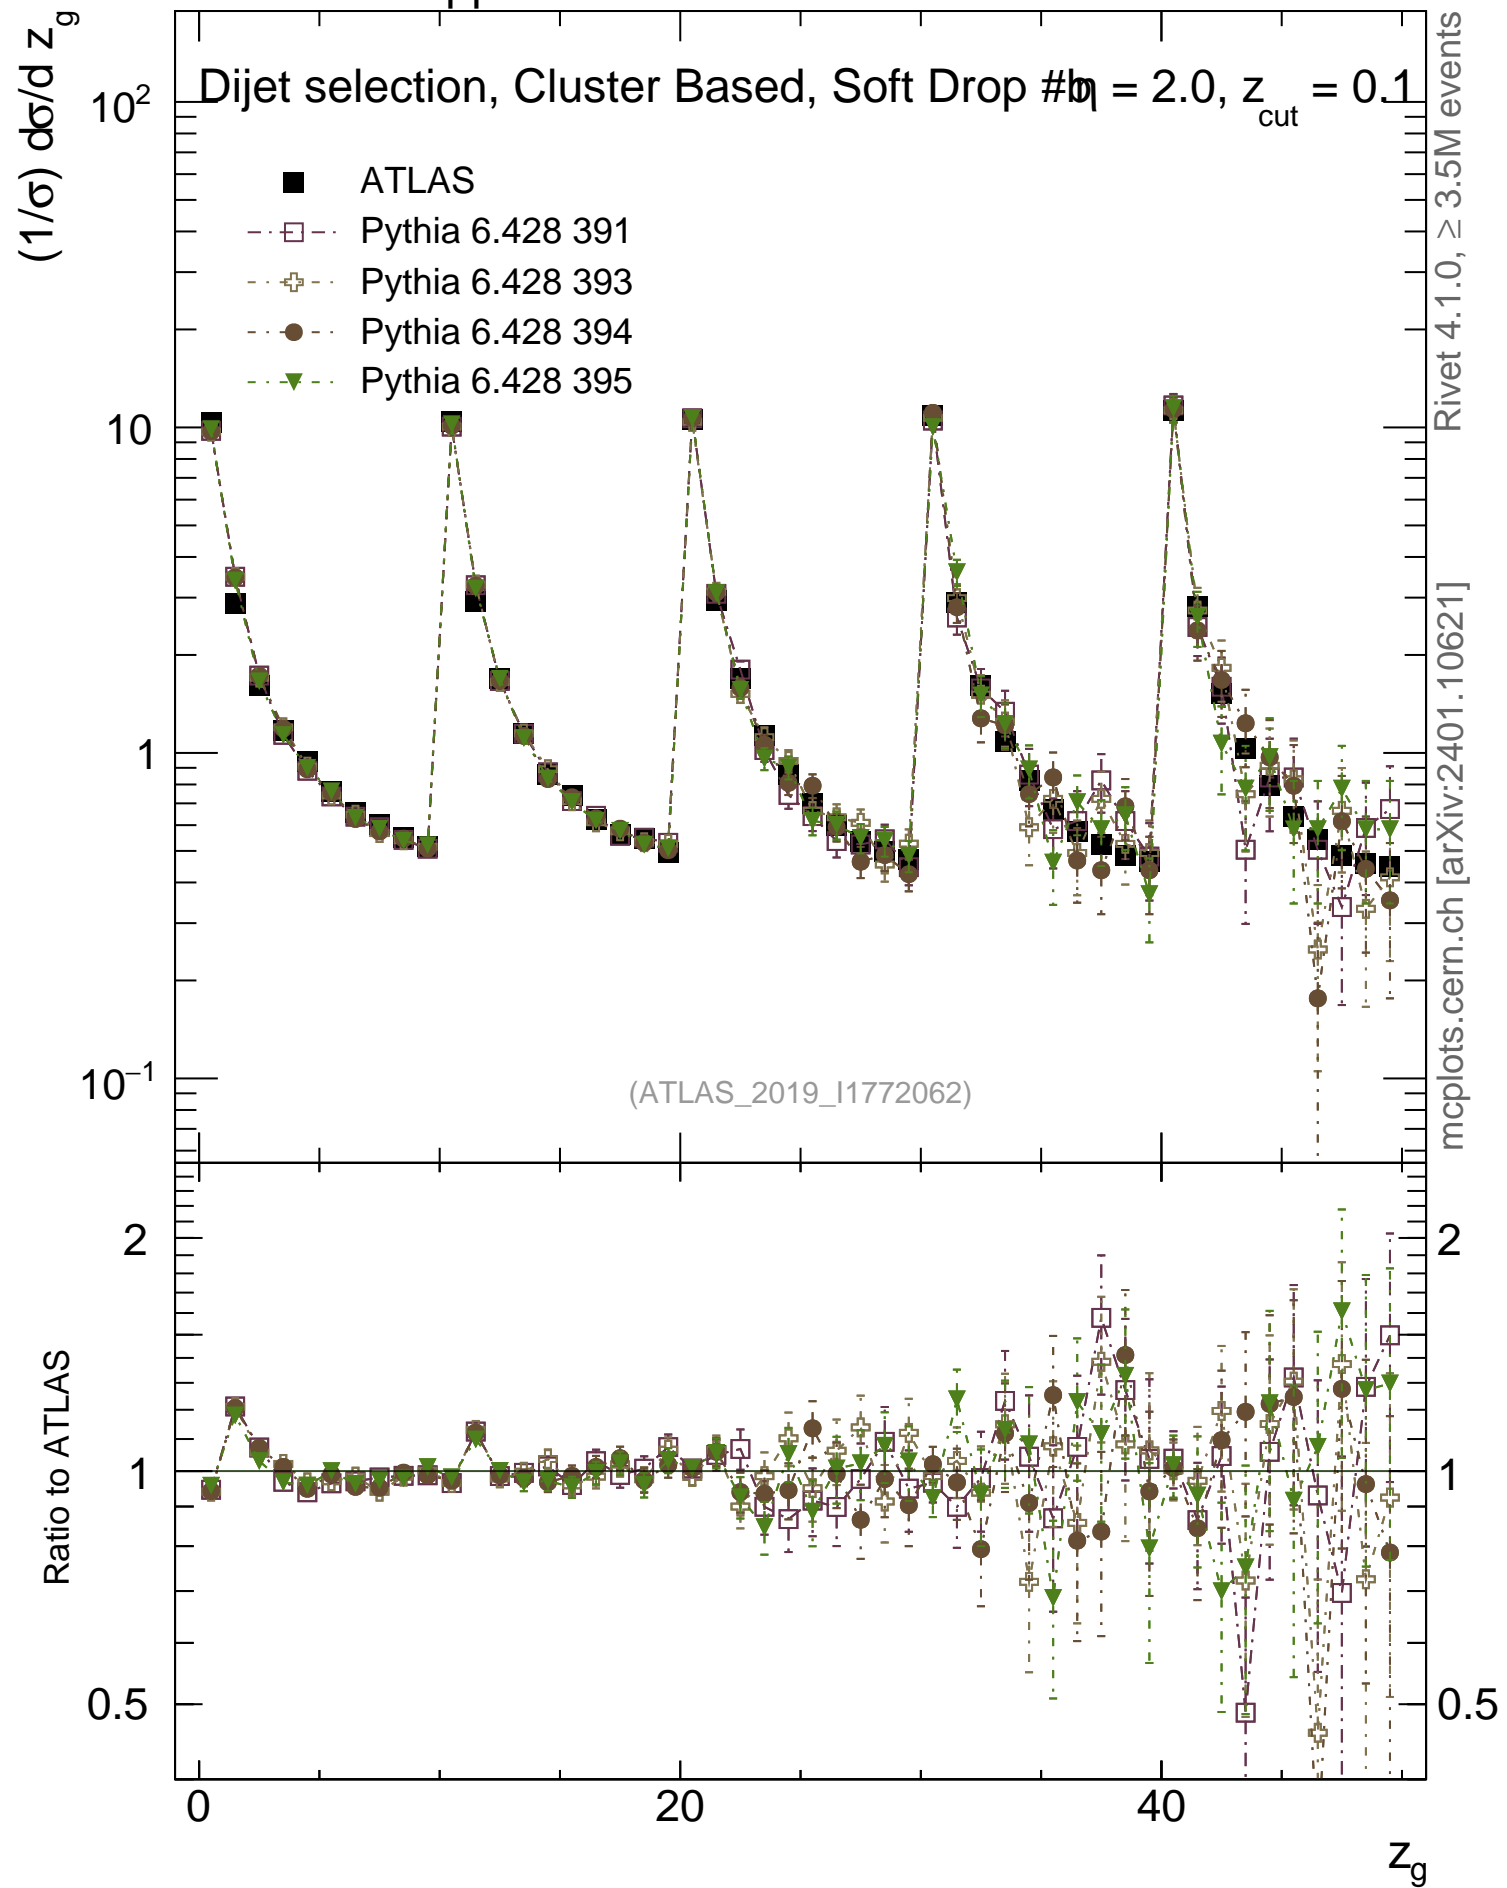 (1/σ) dσ/d z_g
Dijet selection, Cluster Based, Soft Drop #b = 2.0, z_cut = 0.1
ATLAS
Pythia 6.428 391
Pythia 6.428 393
Pythia 6.428 394
Pythia 6.428 395
10²
10
1
10⁻¹
(ATLAS_2019_I1772062)
Rivet 4.1.0, ≥ 3.5M events
mcplots.cern.ch [arXiv:2401.10621]
Ratio to ATLAS
2
1
0.5
2
1
0.5
0
20
40
z_g